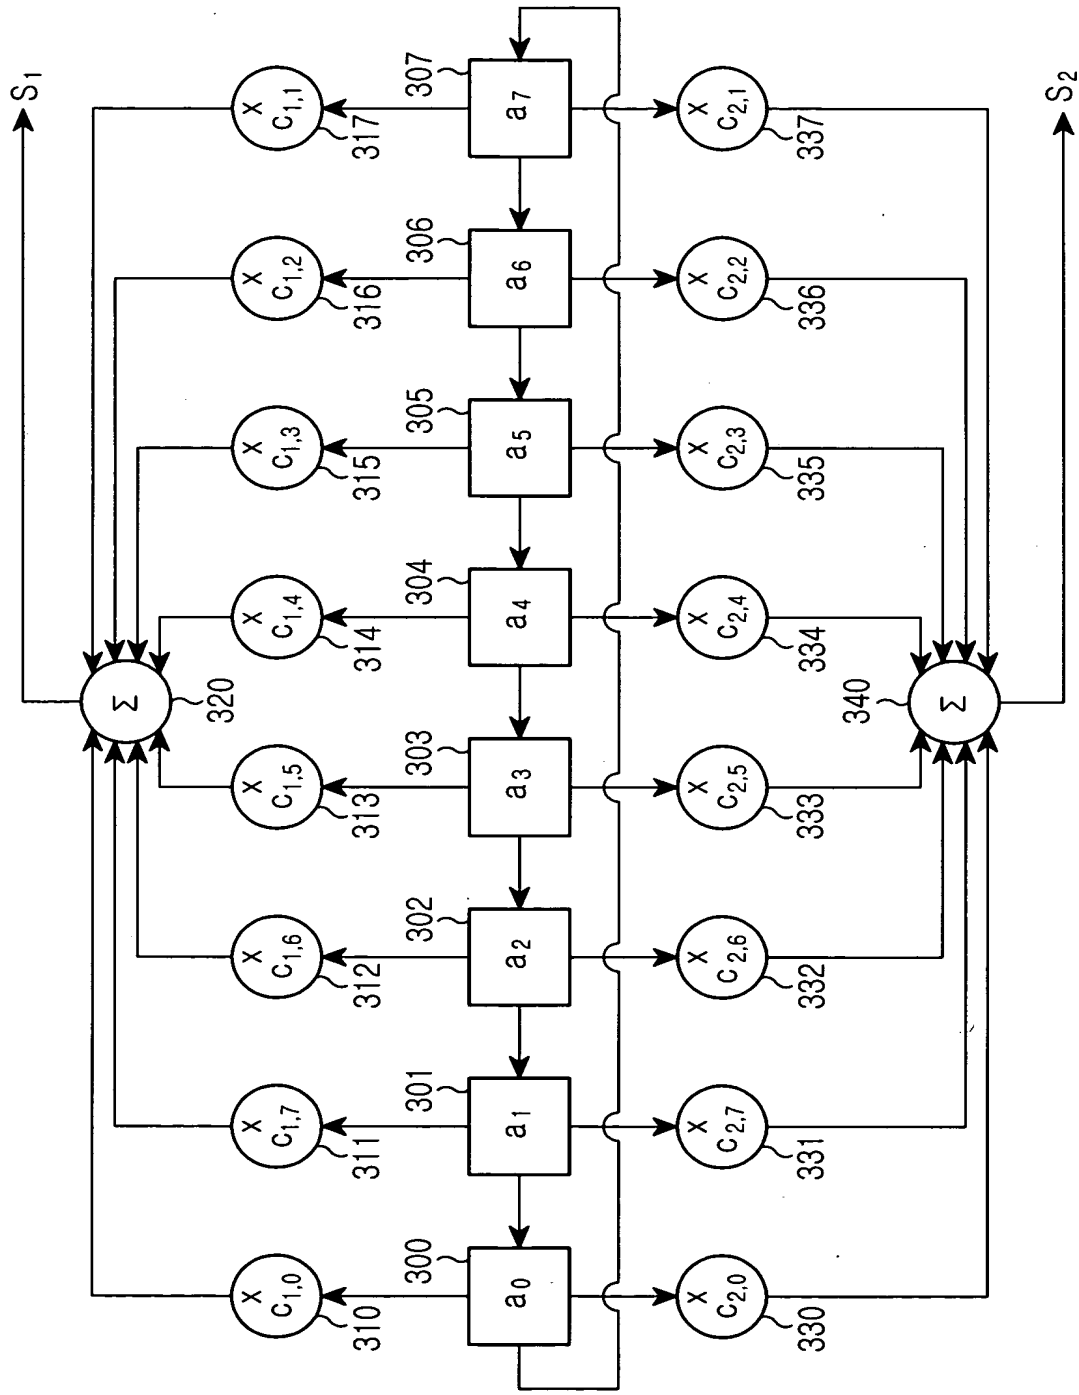 S1
320
Σ
310
311
312
313
314
315
316
317
x C1,0
x C1,7
x C1,6
x C1,5
x C1,4
x C1,3
x C1,2
x C1,1
300
301
302
303
304
305
306
307
a0
a1
a2
a3
a4
a5
a6
a7
x C2,0
x C2,7
x C2,6
x C2,5
x C2,4
x C2,3
x C2,2
x C2,1
330
331
332
333
334
335
336
337
340
Σ
S2